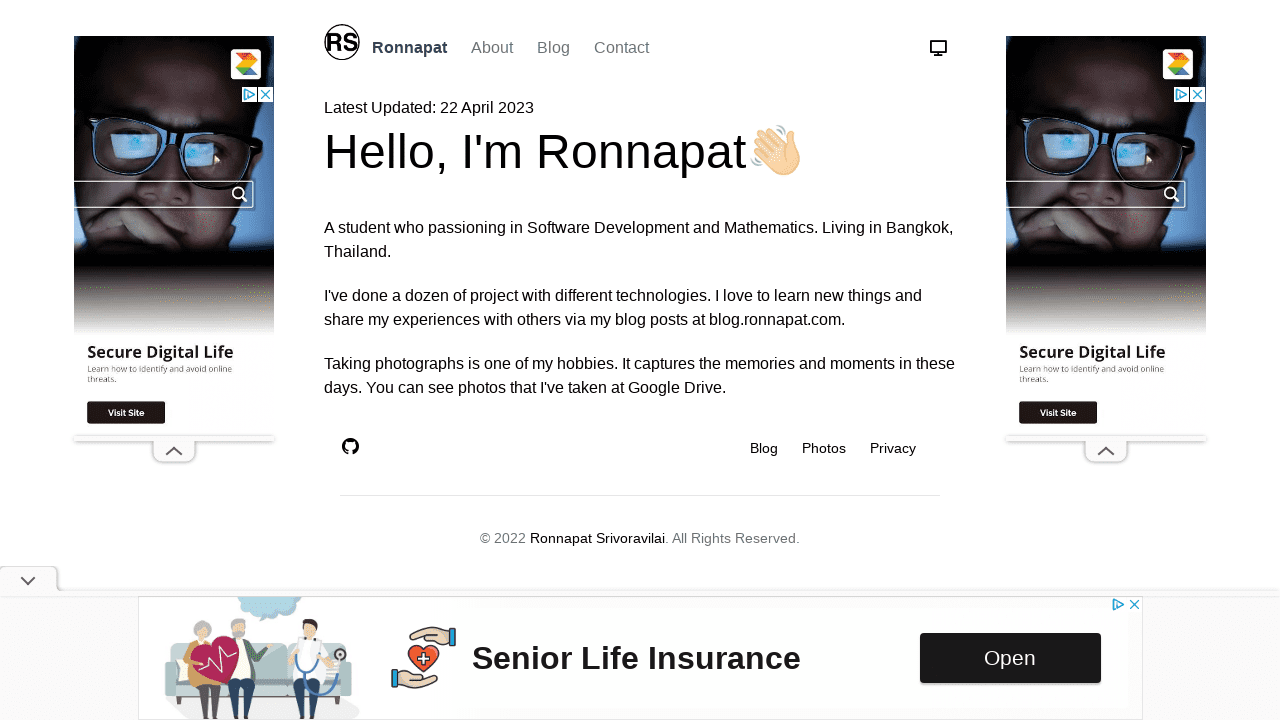 RS
Ronnapat
About
Blog
Contact
Latest Updated: 22 April 2023
Hello, I'm Ronnapat
A student who passioning in Software Development and Mathematics. Living in Bangkok,
Thailand.
I've done a dozen of project with different technologies. I love to learn new things and
share my experiences with others via my blog posts at blog.ronnapat.com.
Taking photographs is one of my hobbies. It captures the memories and moments in these
days. You can see photos that I've taken at Google Drive.
Blog
Photos
Privacy
© 2022 Ronnapat Srivoravilai. All Rights Reserved.
Secure Digital Life
Learn how to identify and avoid online
threats.
Visit Site
Secure Digital Life
Learn how to identify and avoid online
threats.
Visit Site
Senior Life Insurance
Open